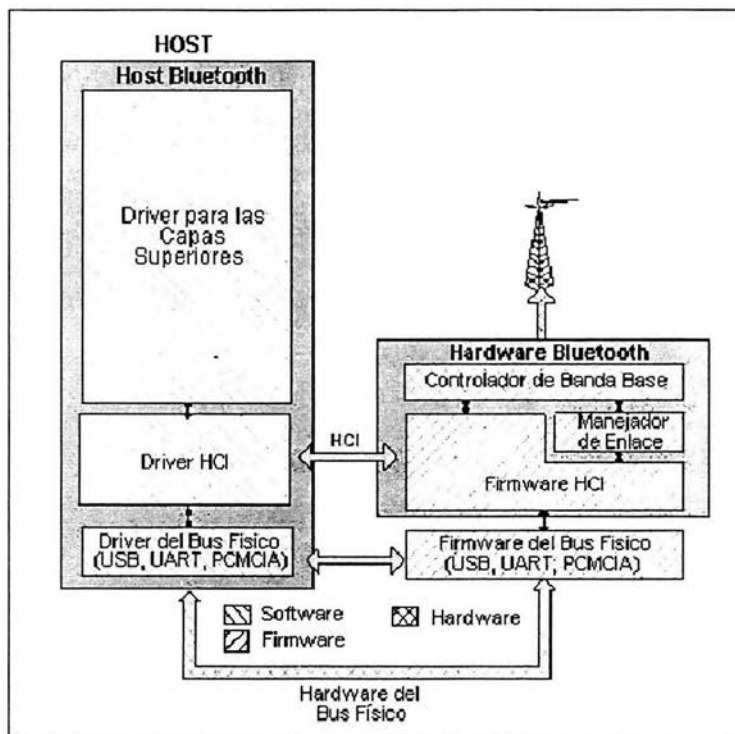 HOST
Host Bluetooth
Driver para las
Capas
Superiores
Driver HCI
Driver del Bus Físico
(USB, UART, PCMCIA)
HCI
Hardware Bluetooth
Controlador de Banda Base
Manejador
de Enlace
Firmware HCI
Firmware del Bus Físico
(USB, UART, PCMCIA)
Software
Hardware
Firmware
Hardware del
Bus Físico